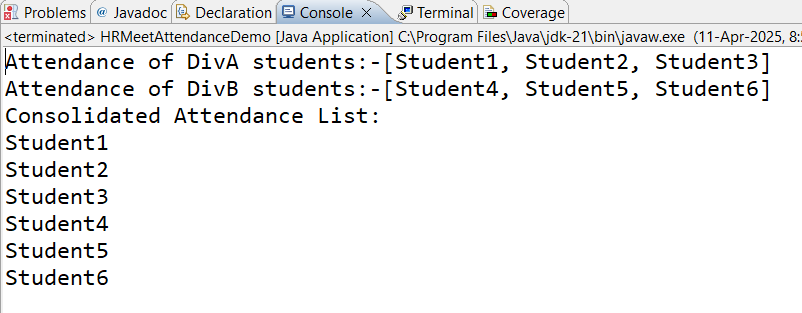 Problems @ Javadoc Declaration Console Terminal Coverage
<terminated> HRMeetAttendanceDemo [Java Application] C:\Program Files\Java\jdk-21\bin\javaw.exe (11-Apr-2025, 8:
Attendance of DivA students:-[Student1, Student2, Student3]
Attendance of DivB students:-[Student4, Student5, Student6]
Consolidated Attendance List:
Student1
Student2
Student3
Student4
Student5
Student6